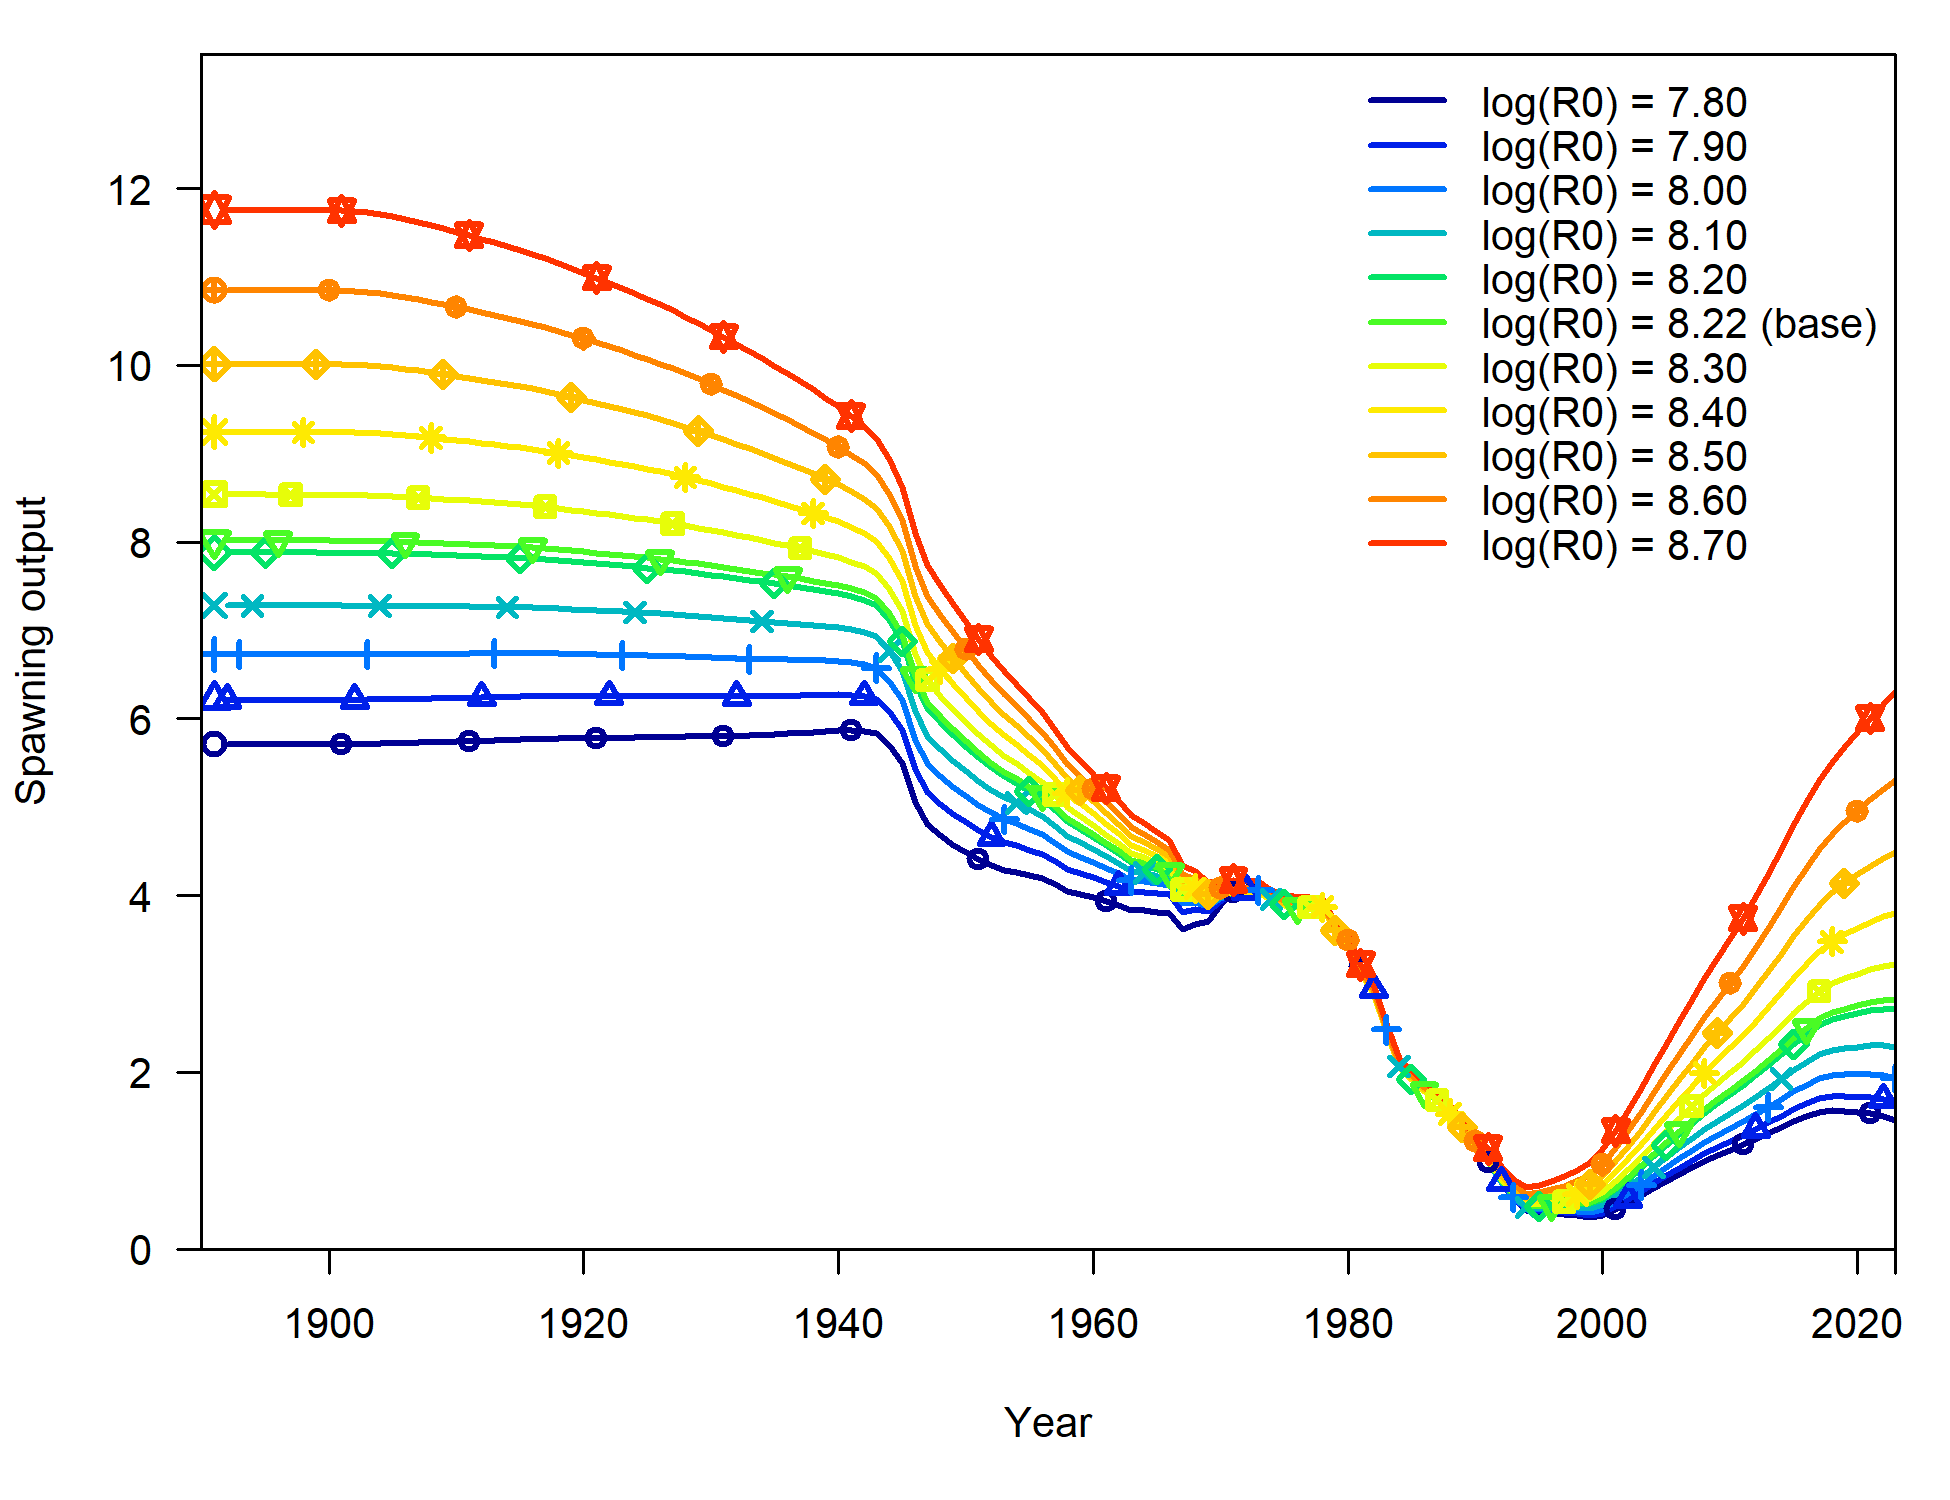 log(R0) = 7.80
log(R0) = 7.90
log(R0) = 8.00
log(R0) = 8.10
log(R0) = 8.20
log(R0) = 8.22 (base)
log(R0) = 8.30
log(R0) = 8.40
log(R0) = 8.50
log(R0) = 8.60
log(R0) = 8.70
12
10
8
6
4
2
0
Spawning output
1900 1920 1940 1960 1980 2000 2020
Year